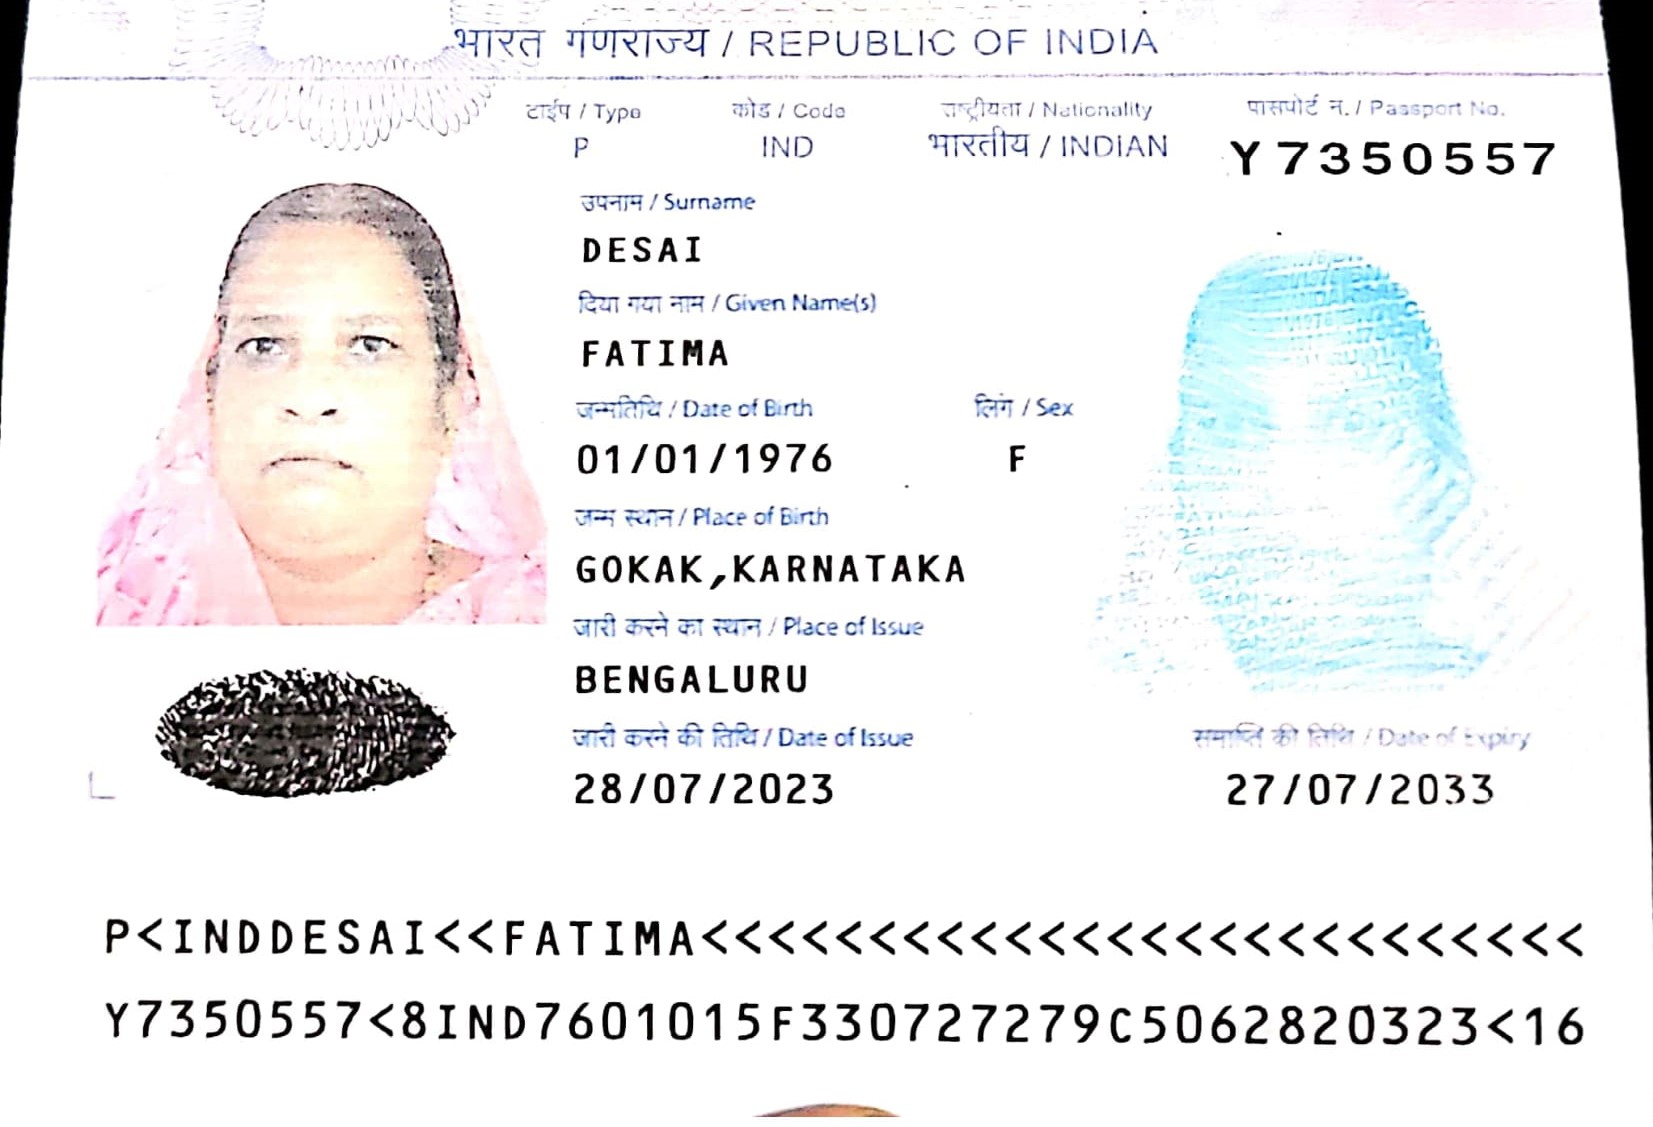 भारत गणराज्य / REPUBLIC OF INDIA
टाईप / Type कोड / Code राष्ट्रीयता / Nationality पासपोर्ट न. / Passport No.
P IND भारतीय / INDIAN Y7350557
उपनाम / Surname
DESAI
दिया गया नाम / Given Name(s)
FATIMA
जन्मतिथि / Date of Birth लिंग / Sex
01/01/1976 F
जन्म स्थान / Place of Birth
GOKAK,KARNATAKA
जारी करने का स्थान / Place of Issue
BENGALURU
जारी करने की तिथि / Date of Issue समाप्ति की तिथि / Date of Expiry
28/07/2023 27/07/2033
P<INDDESAI<<FATIMA<<<<<<<<<<<<<<<<<<<<<<<<<<
Y7350557<8IND7601015F330727279C5062820323<16